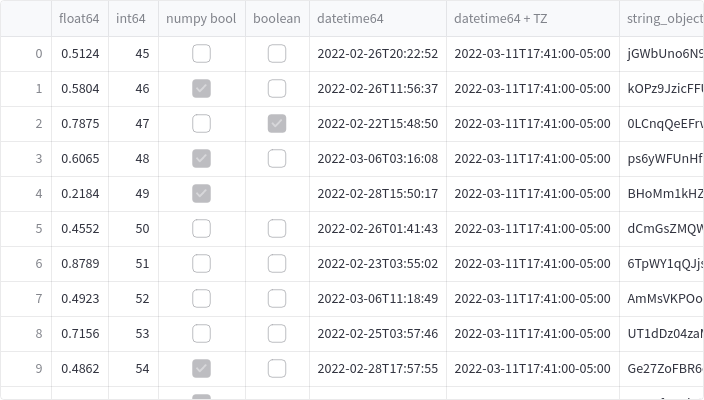 float64 int64 numpy bool boolean datetime64 datetime64 + TZ string_object
0 0.5124 45 2022-02-26T20:22:52 2022-03-11T17:41:00-05:00 jGWbUno6N9
1 0.5804 46 2022-02-26T11:56:37 2022-03-11T17:41:00-05:00 kOPz9JzicFF
2 0.7875 47 2022-02-22T15:48:50 2022-03-11T17:41:00-05:00 0LCnqQeEFr
3 0.6065 48 2022-03-06T03:16:08 2022-03-11T17:41:00-05:00 ps6yWFUnHf
4 0.2184 49 2022-02-28T15:50:17 2022-03-11T17:41:00-05:00 BHoMm1kHZ
5 0.4552 50 2022-02-26T01:41:43 2022-03-11T17:41:00-05:00 dCmGsZMQW
6 0.8789 51 2022-02-23T03:55:02 2022-03-11T17:41:00-05:00 6TpWY1qQJj
7 0.4923 52 2022-03-06T11:18:49 2022-03-11T17:41:00-05:00 AmMsVKPOo
8 0.7156 53 2022-02-25T03:57:46 2022-03-11T17:41:00-05:00 UT1dDz04za
9 0.4862 54 2022-02-28T17:57:55 2022-03-11T17:41:00-05:00 Ge27ZoFBR6